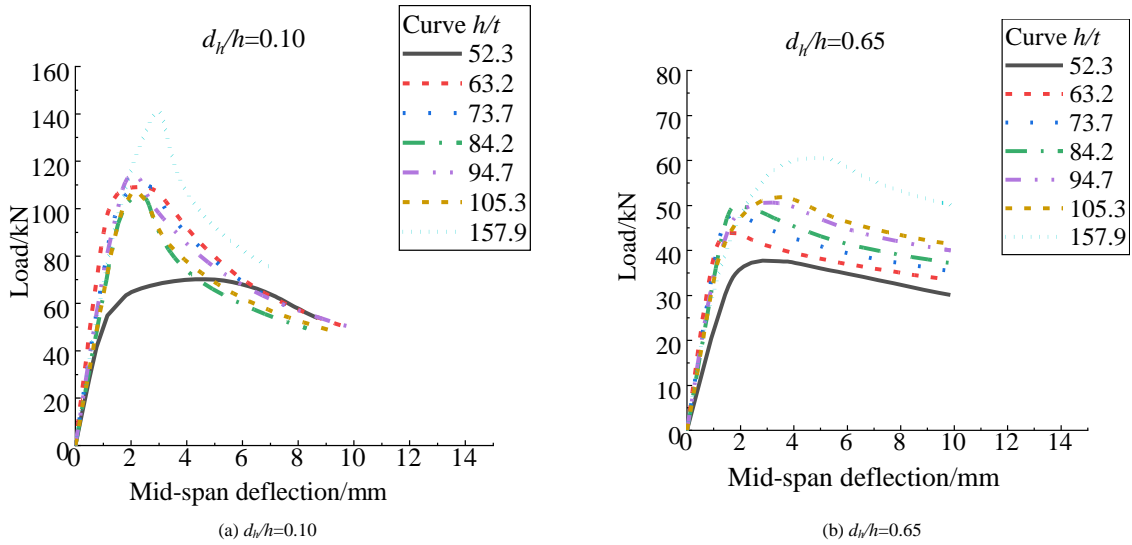 d_h/h=0.10
Curve h/t
52.3
63.2
73.7
84.2
94.7
105.3
157.9
160
140
120
100
80
60
40
20
0
Load/kN
0 2 4 6 8 10 12 14
Mid-span deflection/mm
(a) d_h/h=0.10
d_h/h=0.65
Curve h/t
52.3
63.2
73.7
84.2
94.7
105.3
157.9
80
70
60
50
40
30
20
10
0
Load/kN
0 2 4 6 8 10 12 14
Mid-span deflection/mm
(b) d_h/h=0.65